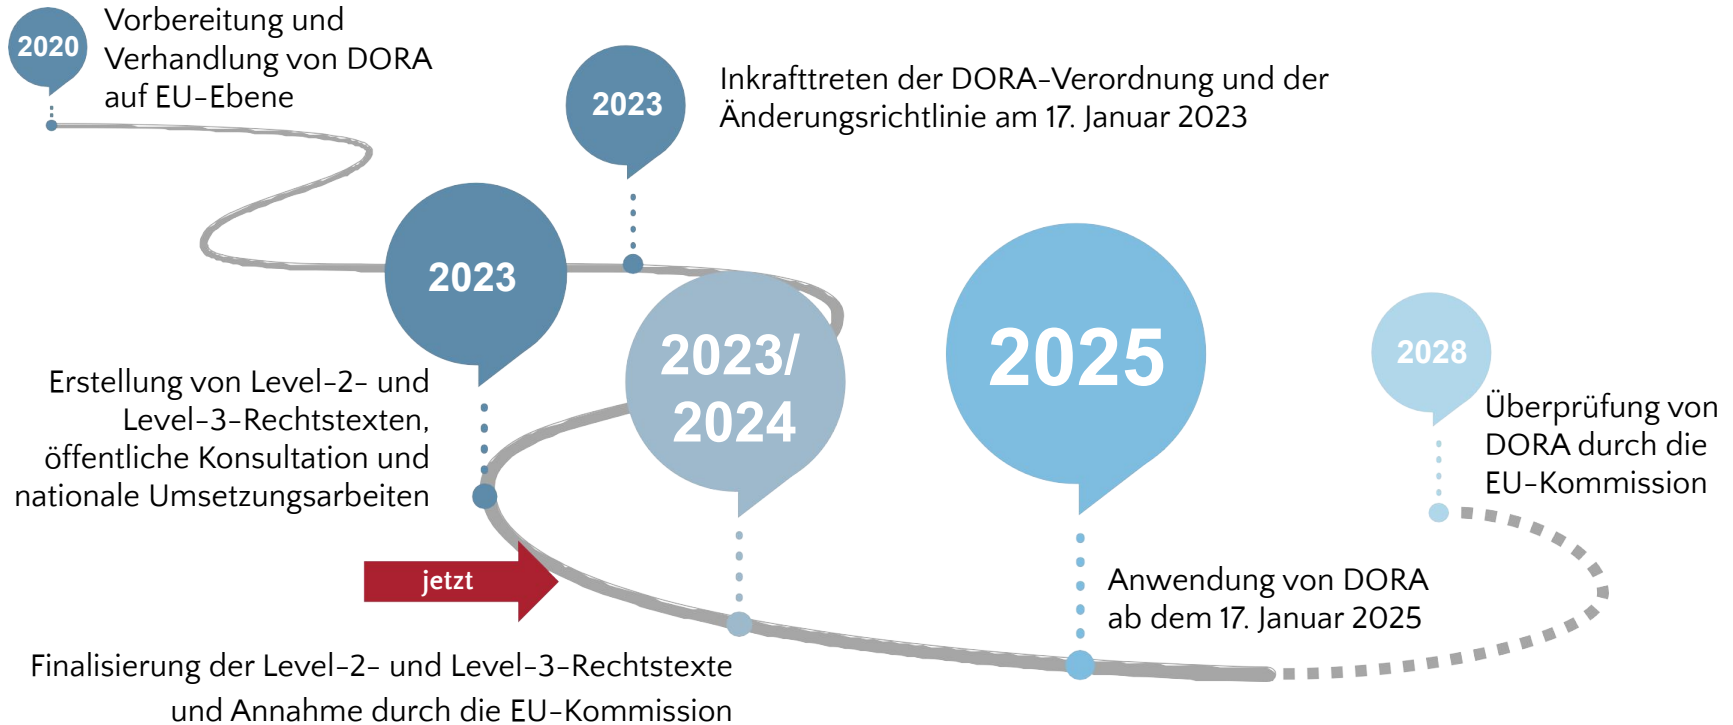 2020
Vorbereitung und
Verhandlung von DORA
auf EU-Ebene
2023
Inkrafttreten der DORA-Verordnung und der
Änderungsrichtlinie am 17. Januar 2023
2023
Erstellung von Level-2- und
Level-3-Rechtstexten,
öffentliche Konsultation und
nationale Umsetzungsarbeiten
jetzt
2023/
2024
Finalisierung der Level-2- und Level-3-Rechtstexte
und Annahme durch die EU-Kommission
2025
Anwendung von DORA
ab dem 17. Januar 2025
2028
Überprüfung von
DORA durch die
EU-Kommission